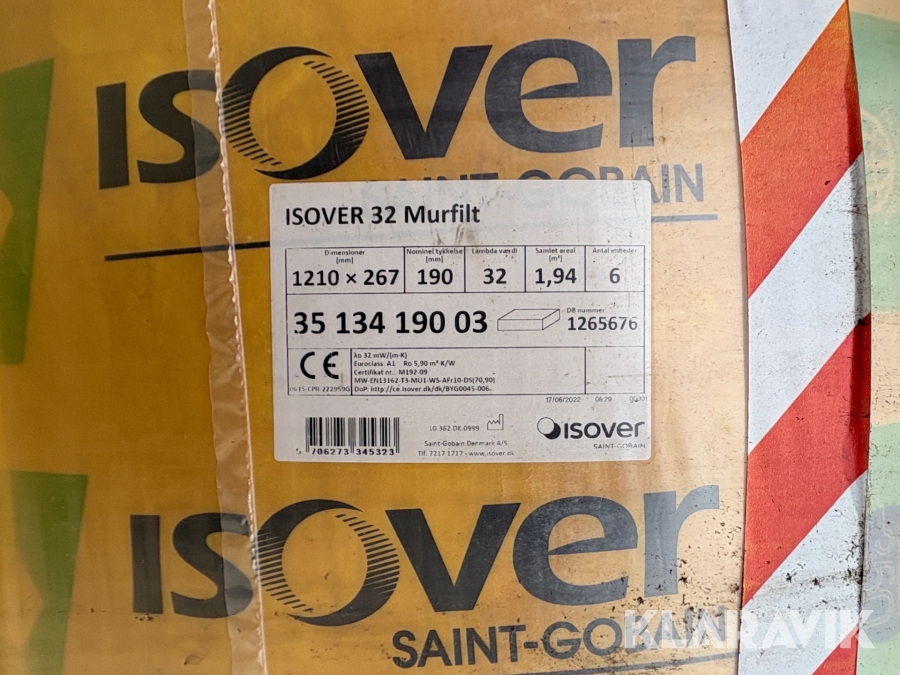 ISOver
SAINT-GOBAIN
ISOVER 32 Murfilt
Dimensioner [mm] Nominel tykkelse [mm] Lambda værdi Samlet areal [m²] Antal enheder
1210 × 267 190 32 1,94 6
35 134 190 03
DB nummer
1265676
CE
λD 32 mW/(m·K)
Euroclass: A1 RD 5,90 m²·K/W
Certifikat nr.: M192-09
MW-EN13162-T3-MU1-WS-AFr10-DS(70,90)
DoP: http://ce.isover.dk/dk/BYG0045-006.
17/06/2022 06:29
10.362.DK.0999
isover
SAINT-GOBAIN
5706273 345323
Saint-Gobain Denmark A/S
Tlf. 7217 1717 - www.isover.dk
ISOver
SAINT-GOBAIN
KLARAVIK